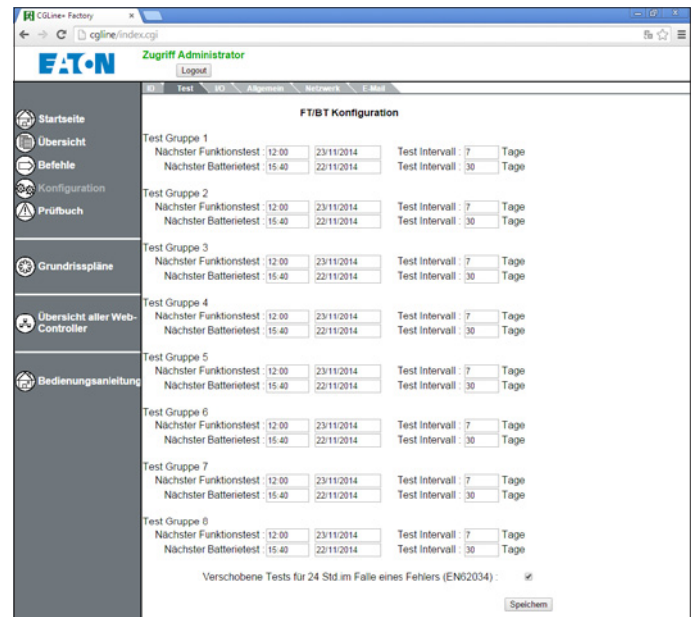 CGLine+ Factory
cgline/index.cgi
EATON
Zugriff Administrator
Logout
ID Test I/O Allgemein Netzwerk E-Mail
Startseite
Übersicht
Befehle
Konfiguration
Prüfbuch
Grundrisspläne
Übersicht aller Web-
Controller
Bedienungsanleitung
FT/BT Konfiguration
Test Gruppe 1
Nächster Funktionstest : 12:00 23/11/2014 Test Intervall : 7 Tage
Nächster Batterietest : 15:40 22/11/2014 Test Intervall : 30 Tage
Test Gruppe 2
Nächster Funktionstest : 12:00 23/11/2014 Test Intervall : 7 Tage
Nächster Batterietest : 15:40 22/11/2014 Test Intervall : 30 Tage
Test Gruppe 3
Nächster Funktionstest : 12:00 23/11/2014 Test Intervall : 7 Tage
Nächster Batterietest : 15:40 22/11/2014 Test Intervall : 30 Tage
Test Gruppe 4
Nächster Funktionstest : 12:00 23/11/2014 Test Intervall : 7 Tage
Nächster Batterietest : 15:40 22/11/2014 Test Intervall : 30 Tage
Test Gruppe 5
Nächster Funktionstest : 12:00 23/11/2014 Test Intervall : 7 Tage
Nächster Batterietest : 15:40 22/11/2014 Test Intervall : 30 Tage
Test Gruppe 6
Nächster Funktionstest : 12:00 23/11/2014 Test Intervall : 7 Tage
Nächster Batterietest : 15:40 22/11/2014 Test Intervall : 30 Tage
Test Gruppe 7
Nächster Funktionstest : 12:00 23/11/2014 Test Intervall : 7 Tage
Nächster Batterietest : 15:40 22/11/2014 Test Intervall : 30 Tage
Test Gruppe 8
Nächster Funktionstest : 12:00 23/11/2014 Test Intervall : 7 Tage
Nächster Batterietest : 15:40 22/11/2014 Test Intervall : 30 Tage
Verschobene Tests für 24 Std.im Falle eines Fehlers (EN62034) :
Speichern